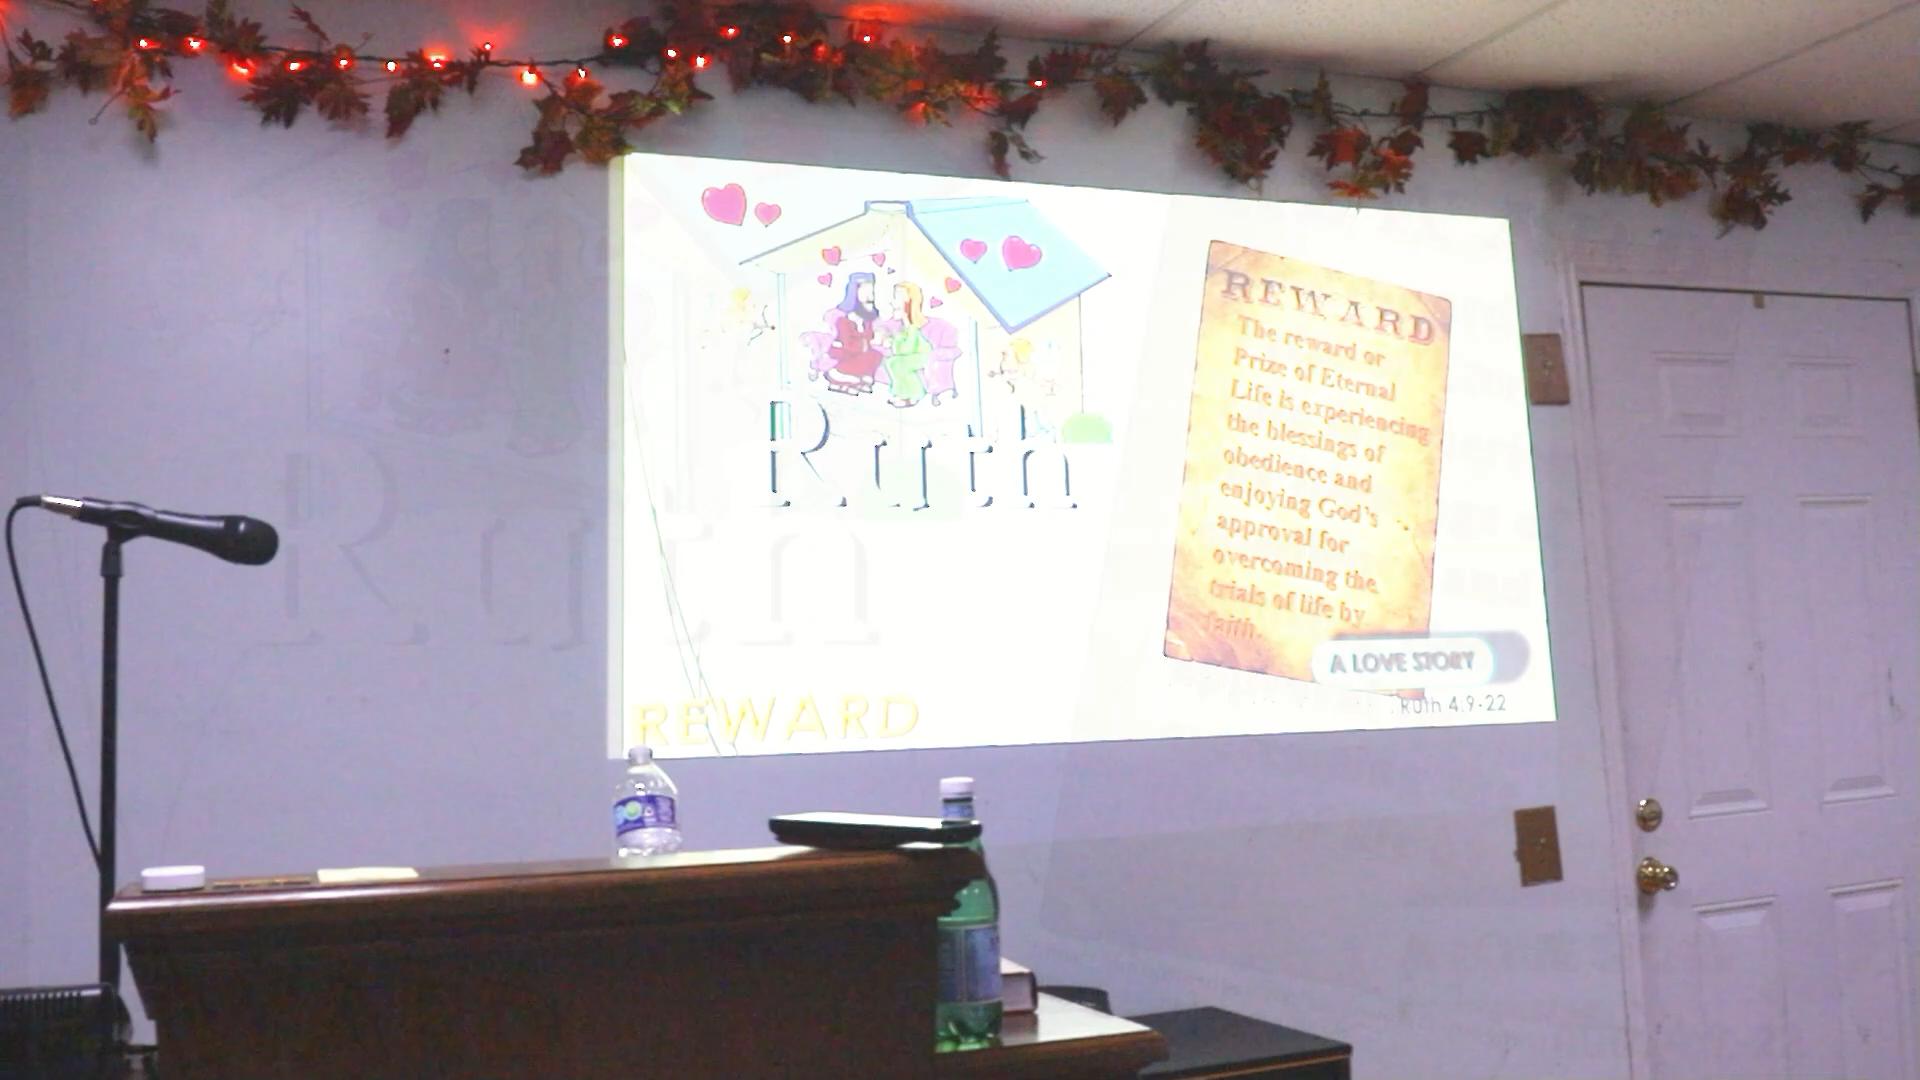 Ruth
REWARD
REWARD
The reward or
Prize of Eternal
Life is experiencing
the blessings of
obedience and
enjoying God's
approval for
overcoming the
trials of life by
faith.
A LOVE STORY
Ruth 4:9-22